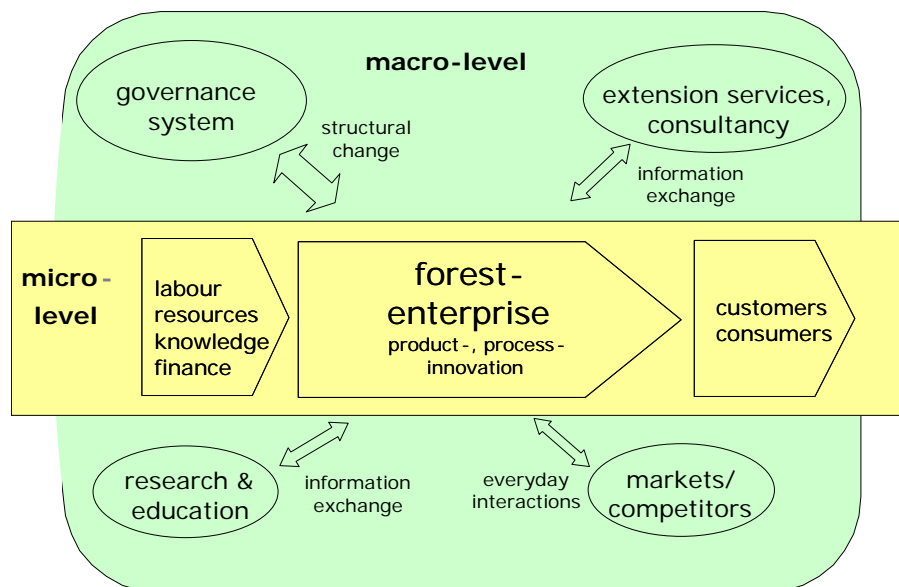 macro-level
governance
system
extension services,
consultancy
structural
change
information
exchange
micro-
level
labour
resources
knowledge
finance
forest-
enterprise
product-, process-
innovation
customers
consumers
research &
education
information
exchange
everyday
interactions
markets/
competitors